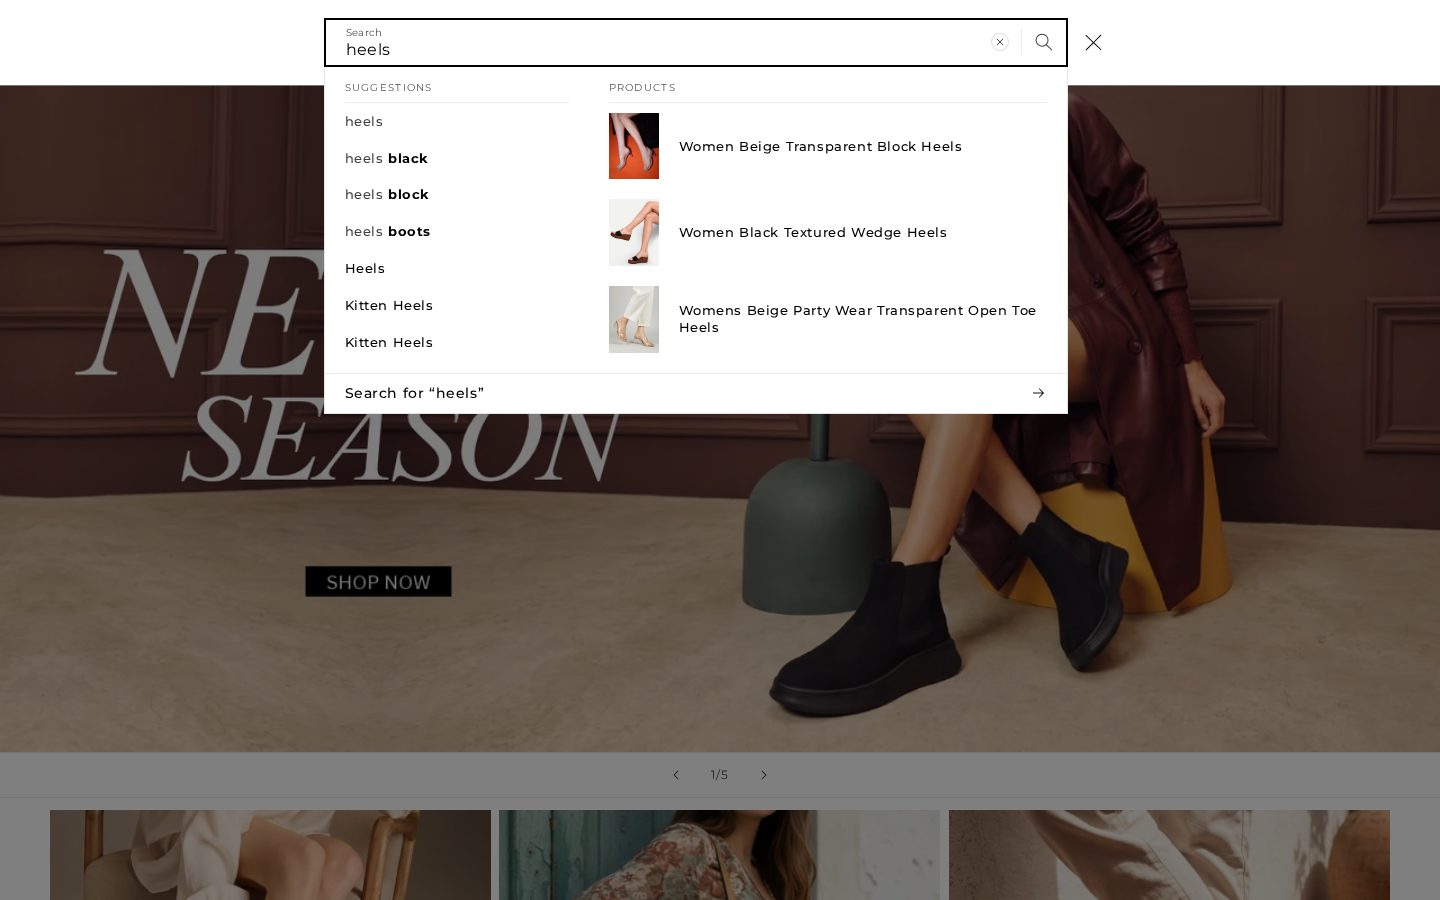 Search
heels
SUGGESTIONS
heels
heels black
heels block
heels boots
Heels
Kitten Heels
Kitten Heels
PRODUCTS
Women Beige Transparent Block Heels
Women Black Textured Wedge Heels
Womens Beige Party Wear Transparent Open Toe
Heels
Search for “heels”
NE
SEASON
SHOP NOW
1/5